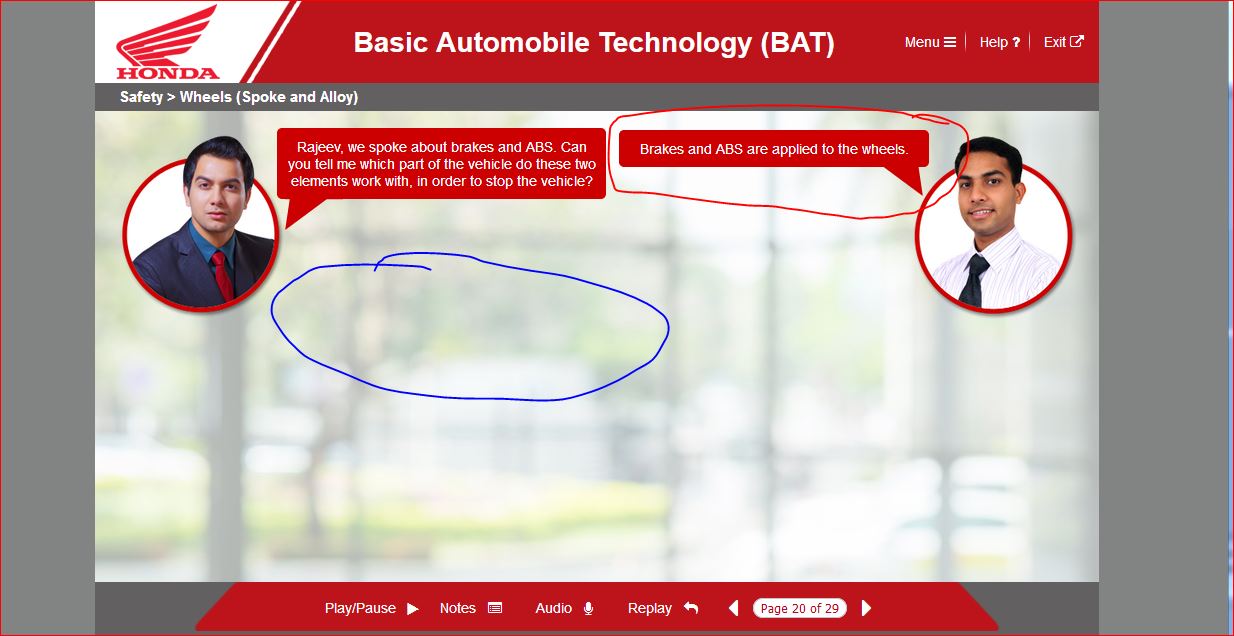 HONDA
Basic Automobile Technology (BAT)
Menu
Help ?
Exit
Safety > Wheels (Spoke and Alloy)
Rajeev, we spoke about brakes and ABS. Can
you tell me which part of the vehicle do these two
elements work with, in order to stop the vehicle?
Brakes and ABS are applied to the wheels.
Play/Pause
Notes
Audio
Replay
Page 20 of 29